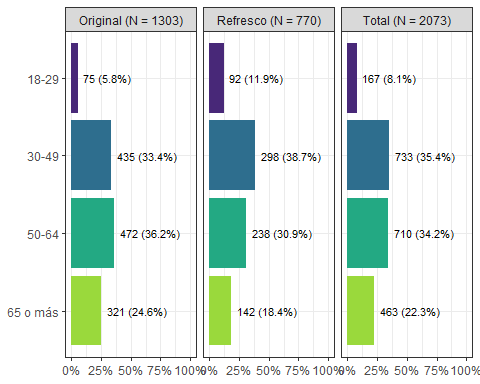 Original (N = 1303) Refresco (N = 770) Total (N = 2073)
18-29 75 (5.8%) 92 (11.9%) 167 (8.1%)
30-49 435 (33.4%) 298 (38.7%) 733 (35.4%)
50-64 472 (36.2%) 238 (30.9%) 710 (34.2%)
65 o más 321 (24.6%) 142 (18.4%) 463 (22.3%)
0% 25% 50% 75% 100% 0% 25% 50% 75% 100% 0% 25% 50% 75% 100%